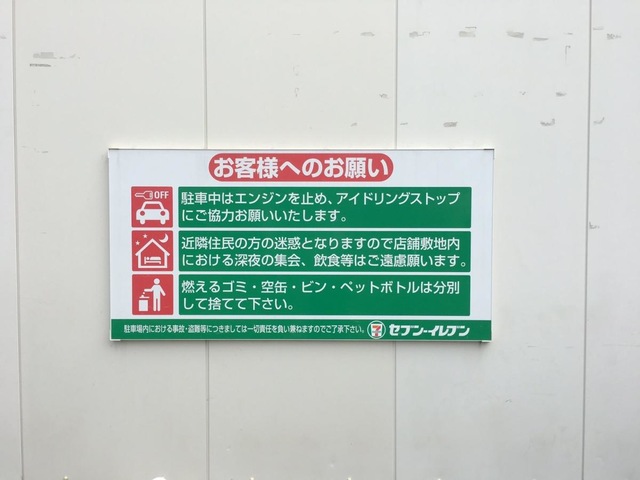 お客様へのお願い
OFF
駐車中はエンジンを止め、アイドリングストップ
にご協力お願いいたします。
近隣住民の方の迷惑となりますので店舗敷地内
における深夜の集会、飲食等はご遠慮願います。
燃えるゴミ・空缶・ビン・ペットボトルは分別
して捨てて下さい。
駐車場内における事故・盗難等につきましては一切責任を負い兼ねますのでご了承下さい。
7 セブン-イレブン